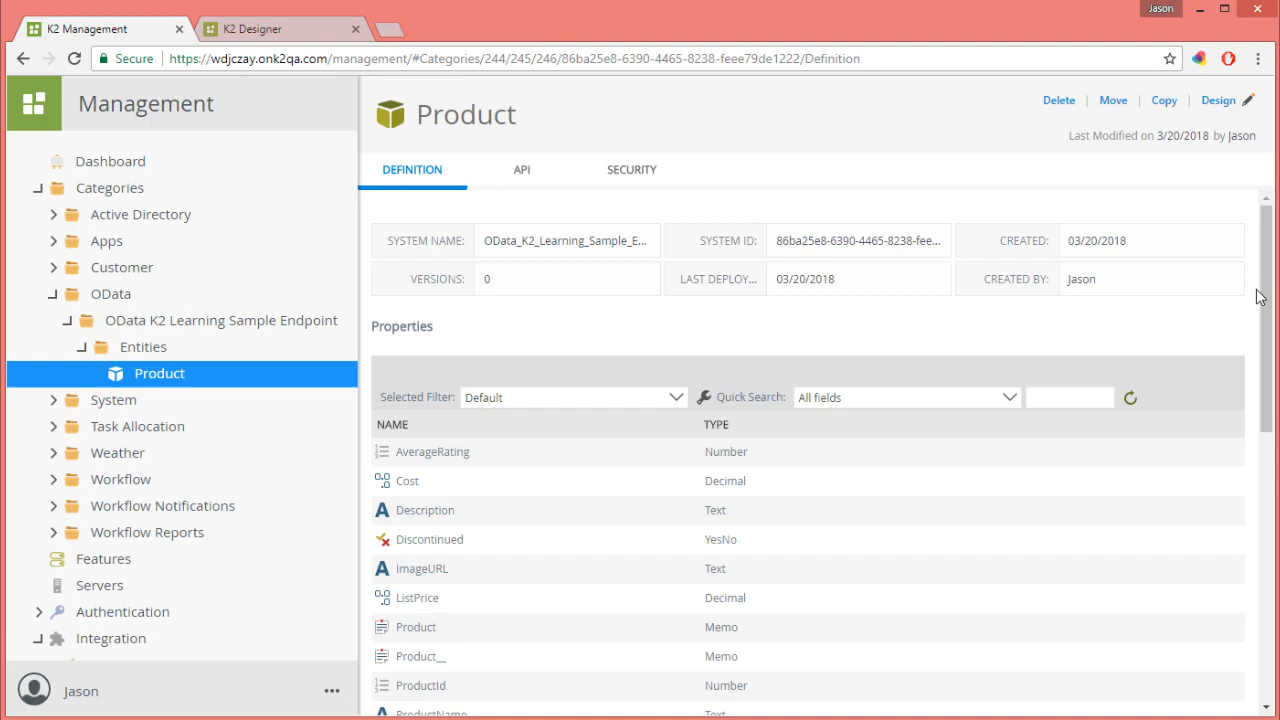 Jason
K2 Management
K2 Designer
Secure https://wdjczay.onk2qa.com/management/#Categories/244/245/246/86ba25e8-6390-4465-8238-feee79de1222/Definition
Management
Dashboard
Categories
Active Directory
Apps
Customer
OData
OData K2 Learning Sample Endpoint
Entities
Product
System
Task Allocation
Weather
Workflow
Workflow Notifications
Workflow Reports
Features
Servers
Authentication
Integration
Jason
Product
Delete Move Copy Design
Last Modified on 3/20/2018 by Jason
DEFINITION API SECURITY
SYSTEM NAME: OData_K2_Learning_Sample_E... SYSTEM ID: 86ba25e8-6390-4465-8238-fee... CREATED: 03/20/2018
VERSIONS: 0 LAST DEPLOY... 03/20/2018 CREATED BY: Jason
Properties
Selected Filter: Default Quick Search: All fields
NAME TYPE
AverageRating Number
Cost Decimal
Description Text
Discontinued YesNo
ImageURL Text
ListPrice Decimal
Product Memo
Product__ Memo
ProductId Number
ProductName Text